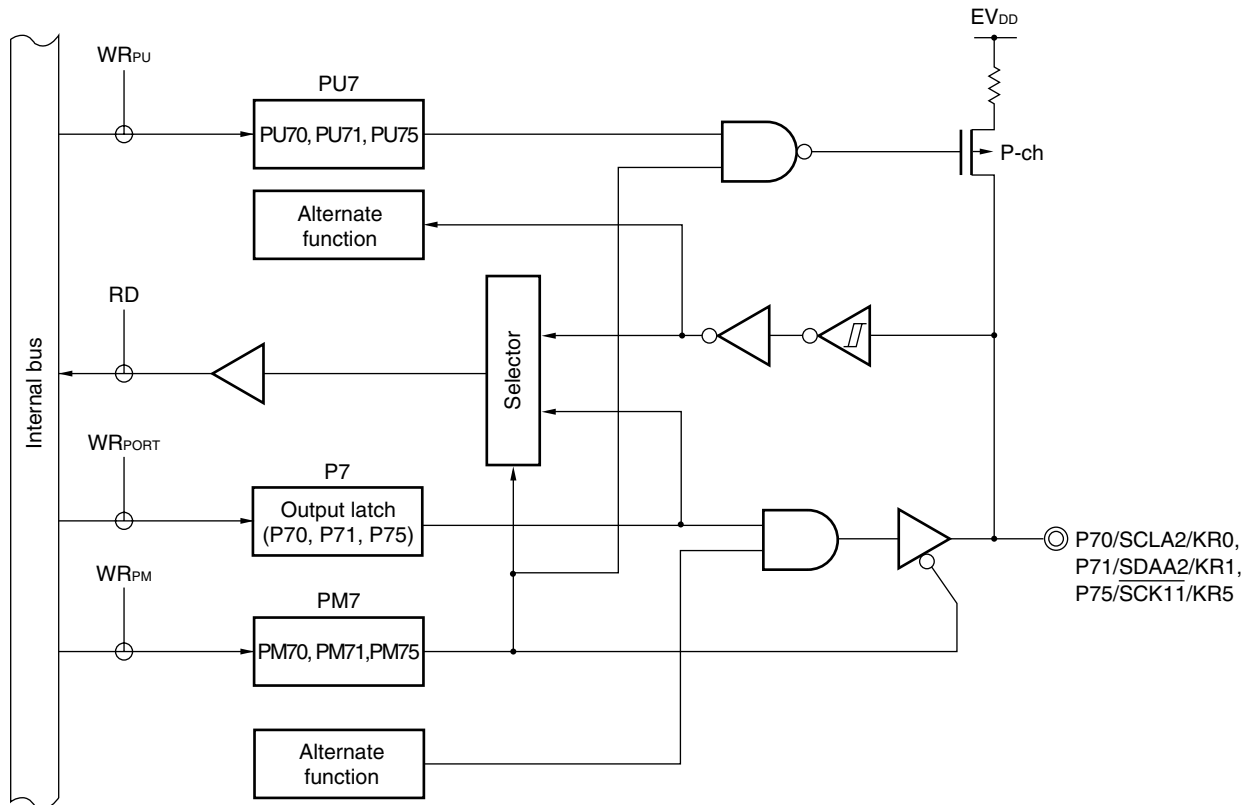 EVDD
WRPU
PU7
PU70, PU71, PU75
P-ch
Alternate
function
RD
Selector
Internal bus
WRPORT
P7
Output latch
(P70, P71, P75)
P70/SCLA2/KR0,
P71/SDAA2/KR1,
P75/SCK11/KR5
WRPM
PM7
PM70, PM71,PM75
Alternate
function